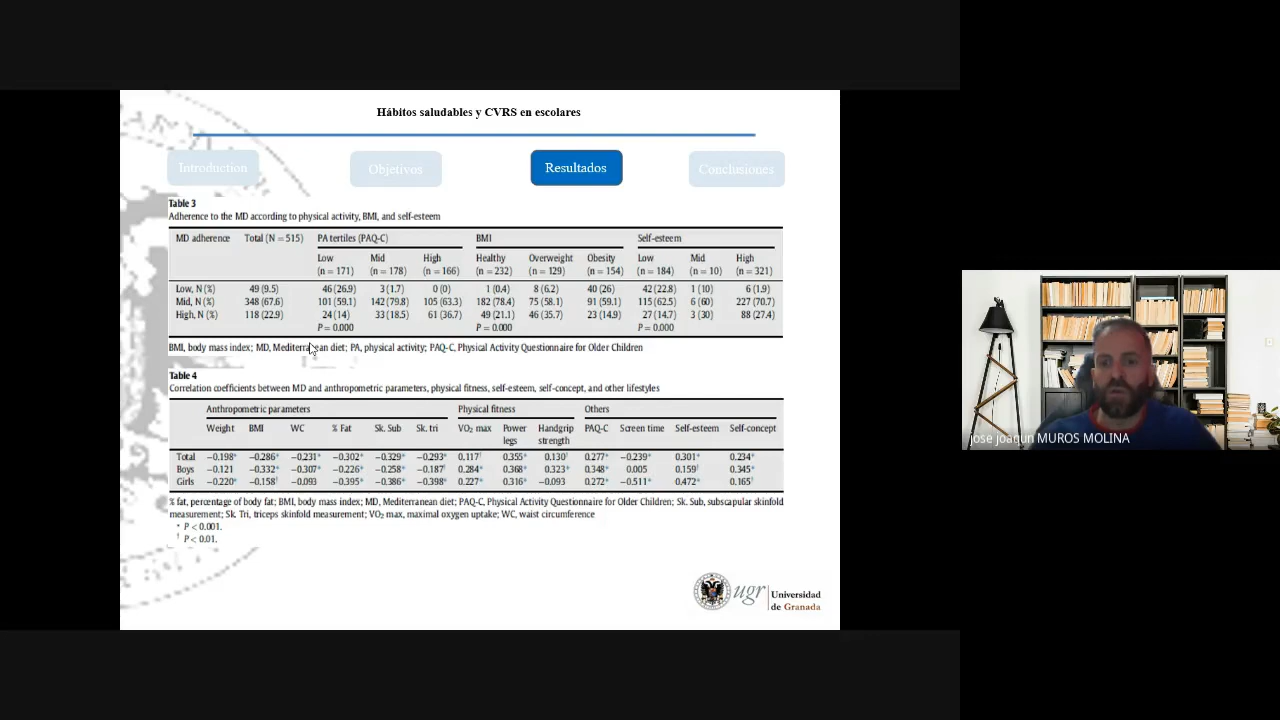 Hábitos saludables y CVRS en escolares
Introduction Objetivos Resultados Conclusiones
Table 3
Adherence to the MD according to physical activity, BMI, and self-esteem
MD adherence Total (N = 515) PA tertiles (PAQ-C) BMI Self-esteem
Low Mid High Healthy Overweight Obesity Low Mid High
(n = 171) (n = 178) (n = 166) (n = 232) (n = 129) (n = 154) (n = 184) (n = 10) (n = 321)
Low, N (%) 49 (9.5) 46 (26.9) 3 (1.7) 0 (0) 1 (0.4) 8 (6.2) 40 (26) 42 (22.8) 1 (10) 6 (1.9)
Mid, N (%) 348 (67.6) 101 (59.1) 142 (79.8) 105 (63.3) 182 (78.4) 75 (58.1) 91 (59.1) 115 (62.5) 6 (60) 227 (70.7)
High, N (%) 118 (22.9) 24 (14) 33 (18.5) 61 (36.7) 49 (21.1) 46 (35.7) 23 (14.9) 27 (14.7) 3 (30) 88 (27.4)
P = 0.000 P = 0.000 P = 0.000
BMI, body mass index; MD, Mediterranean diet; PA, physical activity; PAQ-C, Physical Activity Questionnaire for Older Children
Table 4
Correlation coefficients between MD and anthropometric parameters, physical fitness, self-esteem, self-concept, and other lifestyles
Anthropometric parameters Physical fitness Others
Weight BMI WC % Fat Sk. Sub Sk. tri VO₂ max Power Handgrip PAQ-C Screen time Self-esteem Self-concept
legs strength
Total −0.198* −0.286* −0.231* −0.302* −0.329* −0.293* 0.117† 0.355* 0.130† 0.277* −0.239* 0.301* 0.234*
Boys −0.121 −0.332* −0.307* −0.226* −0.258* −0.187† 0.284* 0.368* 0.323* 0.348* 0.005 0.159† 0.345*
Girls −0.220* −0.158† −0.093 −0.395* −0.386* −0.398* 0.227* 0.316* −0.093 0.272* −0.511* 0.472* 0.165†
% fat, percentage of body fat; BMI, body mass index; MD, Mediterranean diet; PAQ-C, Physical Activity Questionnaire for Older Children; Sk. Sub, subscapular skinfold
measurement; Sk. Tri, triceps skinfold measurement; VO₂ max, maximal oxygen uptake; WC, waist circumference
* P < 0.001.
† P < 0.01.
ugr Universidad
de Granada
jose joaqun MUROS MOLINA